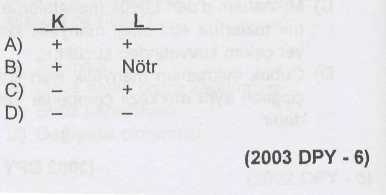 K L
A) + +
B) + Nötr
C) – +
D) – –
(2003 DPY - 6)